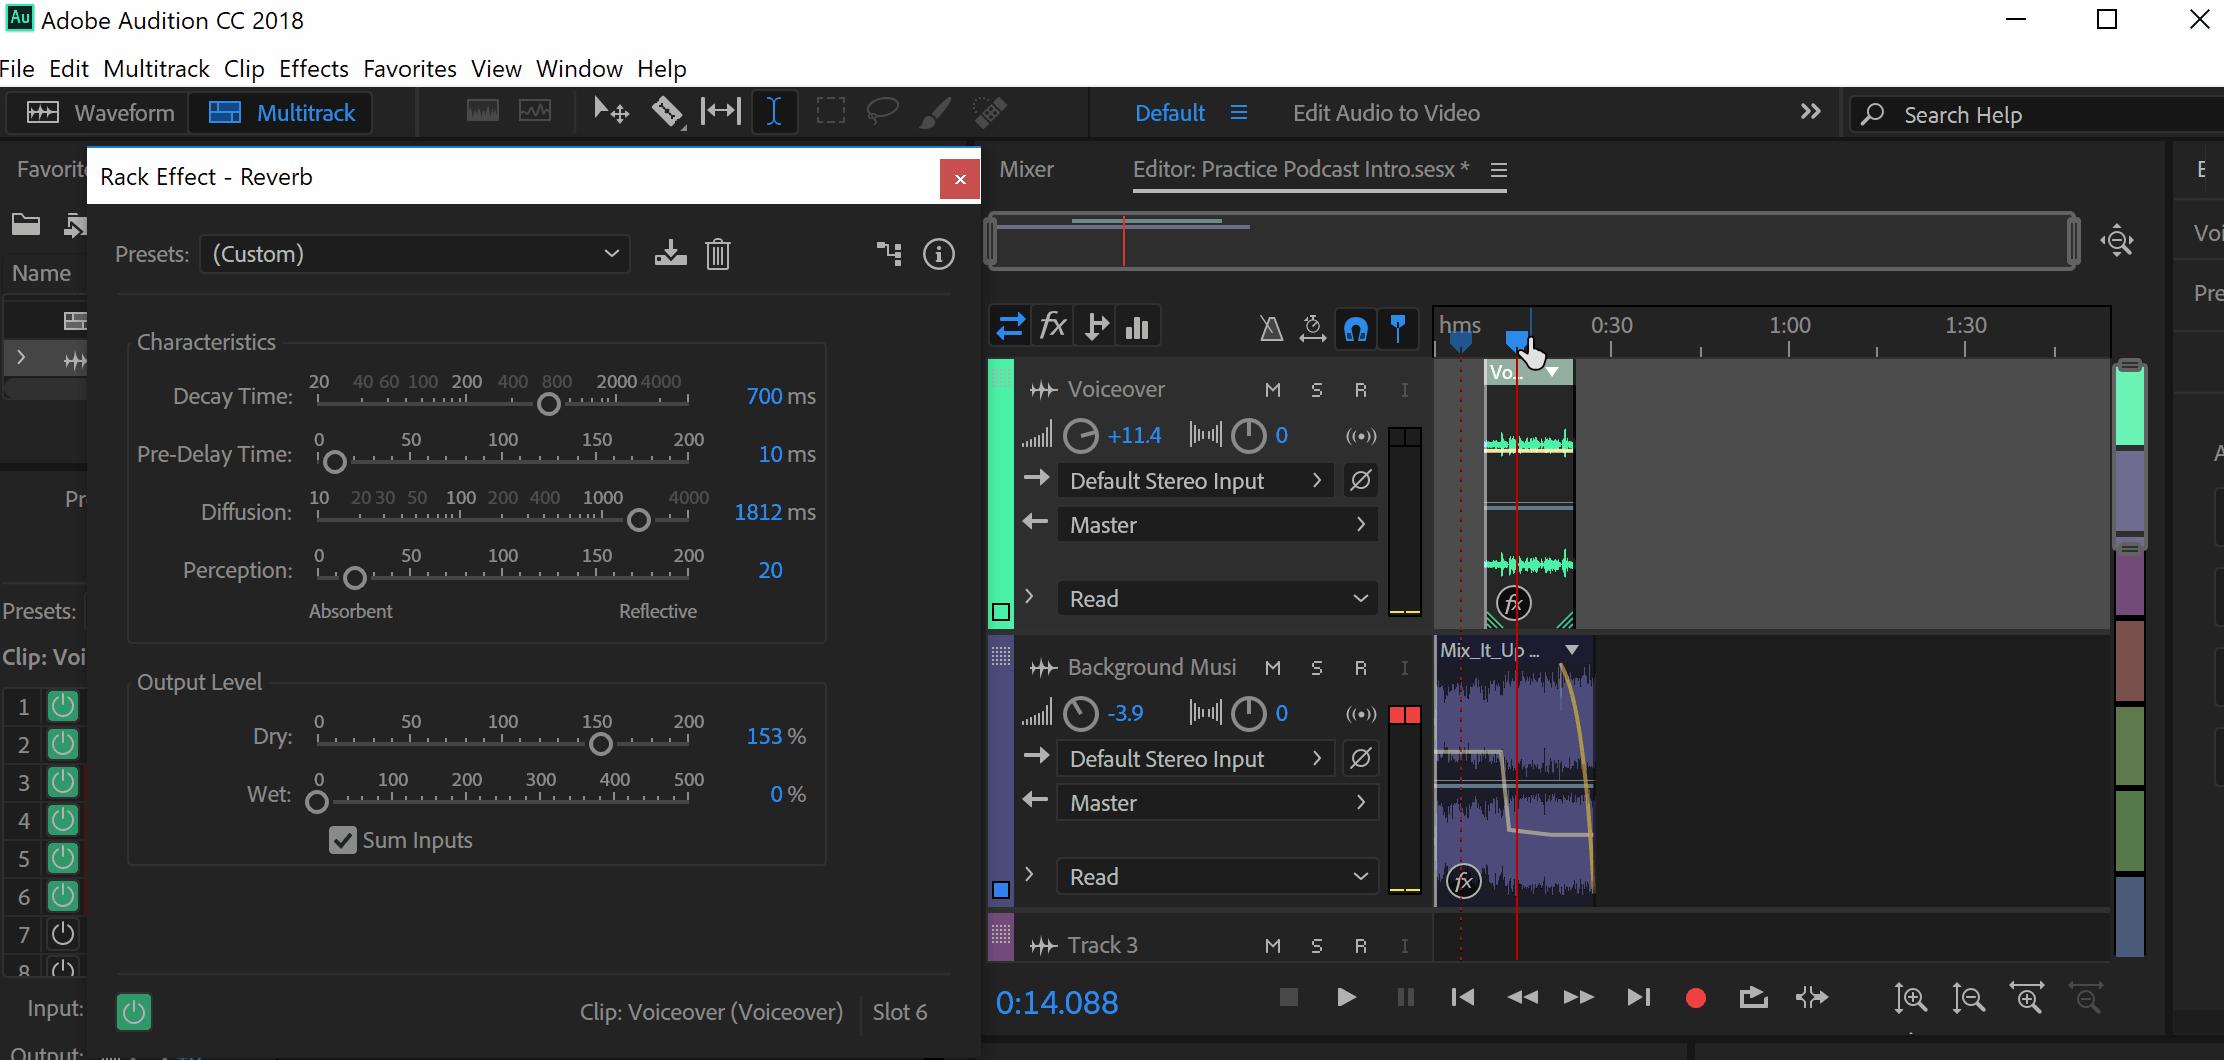 Au Adobe Audition CC 2018
File Edit Multitrack Clip Effects Favorites View Window Help
Waveform Multitrack Default Edit Audio to Video Search Help
Favorit
Name
Pr
Presets:
Clip: Voi
1
2
3
4
5
6
7
8
Input:
Output:
Rack Effect - Reverb
Presets: (Custom)
Characteristics
20 40 60 100 200 400 800 2000 4000
Decay Time: 700 ms
0 50 100 150 200
Pre-Delay Time: 10 ms
10 20 30 50 100 200 400 1000 4000
Diffusion: 1812 ms
0 50 100 150 200
Perception: 20
Absorbent Reflective
Output Level
0 50 100 150 200
Dry: 153 %
0 100 200 300 400 500
Wet: 0 %
Sum Inputs
Clip: Voiceover (Voiceover) Slot 6
Mixer Editor: Practice Podcast Intro.sesx *
fx hms 0:30 1:00 1:30
Voiceover M S R I
+11.4 0
Default Stereo Input
Master
Read
Vo...
fx
Background Musi M S R I
-3.9 0
Default Stereo Input
Master
Read
Mix_It_Up ...
fx
Track 3 M S R I
0:14.088
E
Voi
Pre
A